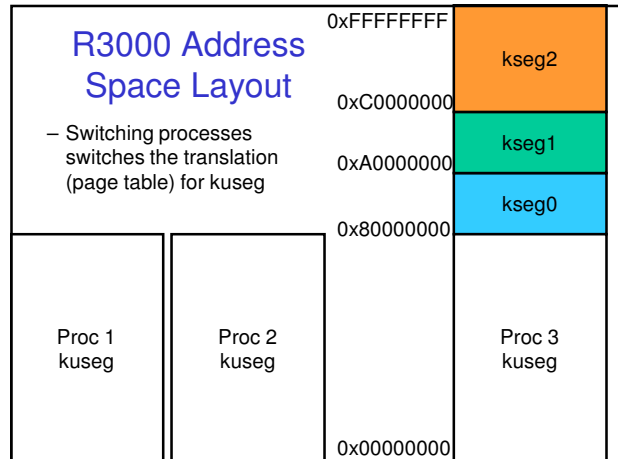 R3000 Address
Space Layout
– Switching processes
switches the translation
(page table) for kuseg
0xFFFFFFFF
kseg2
0xC0000000
kseg1
0xA0000000
kseg0
0x80000000
Proc 1
kuseg
Proc 2
kuseg
Proc 3
kuseg
0x00000000